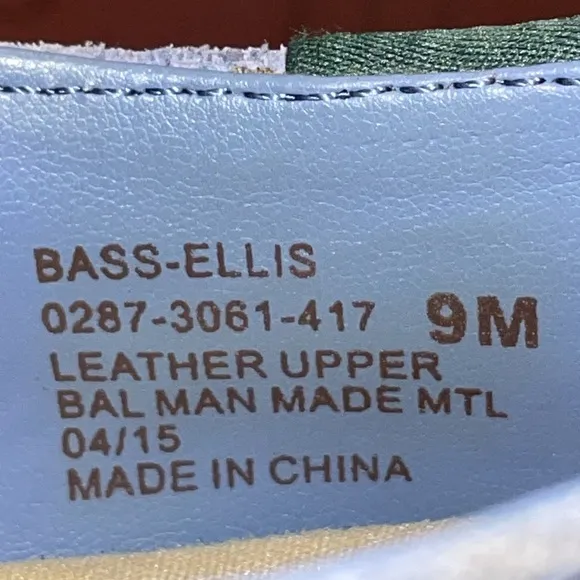 BASS-ELLIS
0287-3061-417 9M
LEATHER UPPER
BAL MAN MADE MTL
04/15
MADE IN CHINA